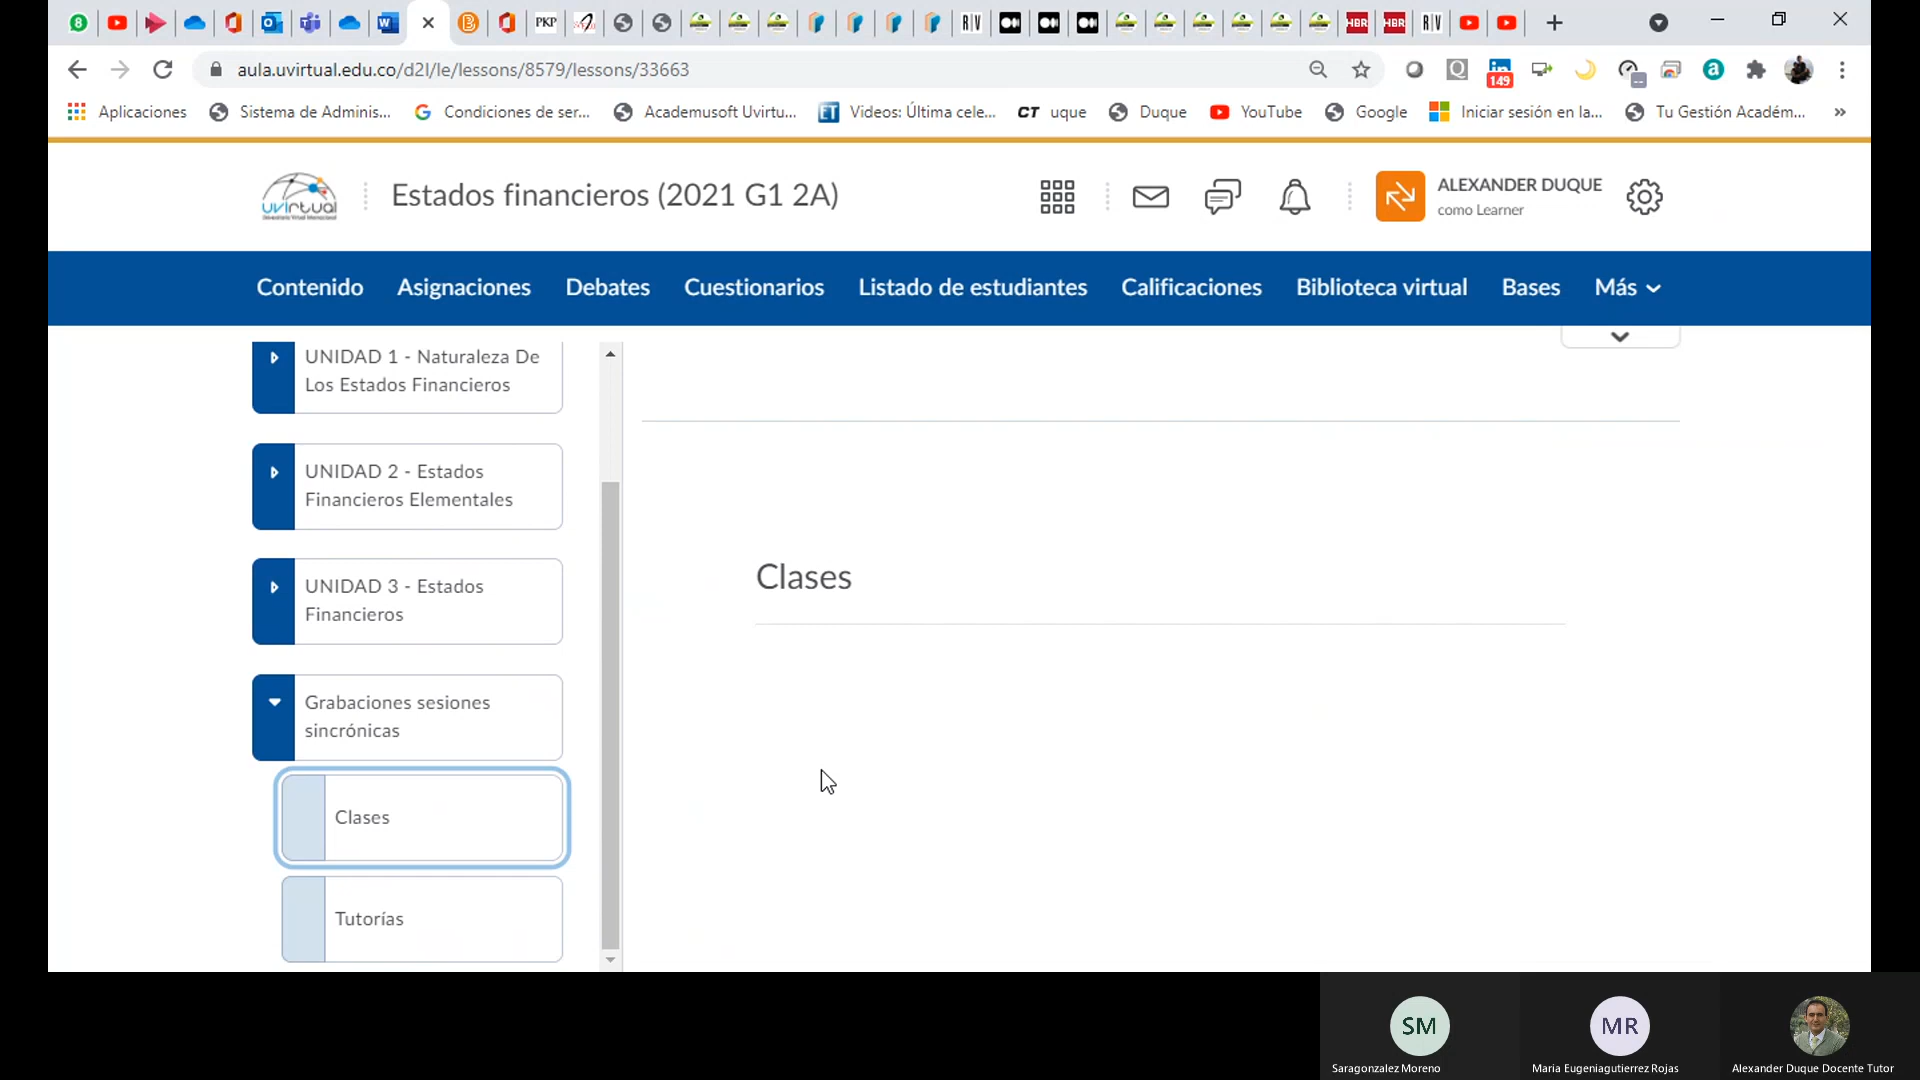 aula.uvirtual.edu.co/d2l/le/lessons/8579/lessons/33663
149
Aplicaciones
Sistema de Adminis...
Condiciones de ser...
Academusoft Uvirtu...
ET
Videos: Última cele...
CT
uque
Duque
YouTube
Google
Iniciar sesión en la...
Tu Gestión Académ...
»
uvirtual
Estados financieros (2021 G1 2A)
ALEXANDER DUQUE
como Learner
Contenido
Asignaciones
Debates
Cuestionarios
Listado de estudiantes
Calificaciones
Biblioteca virtual
Bases
Más
UNIDAD 1 - Naturaleza De
Los Estados Financieros
UNIDAD 2 - Estados
Financieros Elementales
UNIDAD 3 - Estados
Financieros
Grabaciones sesiones
sincrónicas
Clases
Tutorías
Clases
SM
Saragonzalez Moreno
MR
Maria Eugeniagutierrez Rojas
Alexander Duque Docente Tutor